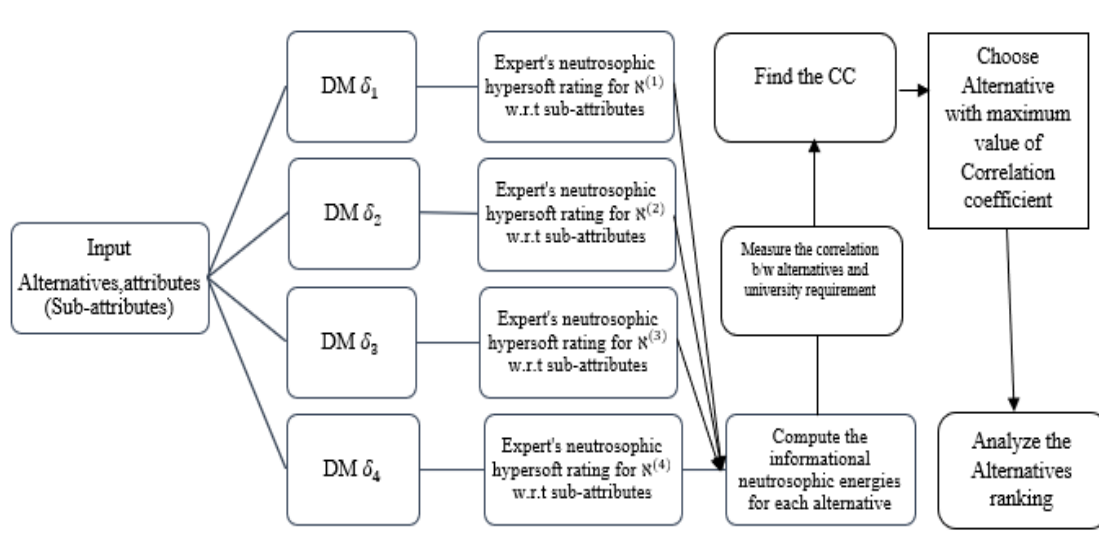 Input
Alternatives,attributes
(Sub-attributes)
DM δ₁
DM δ₂
DM δ₃
DM δ₄
Expert's neutrosophic
hypersoft rating for ℵ⁽¹⁾
w.r.t sub-attributes
Expert's neutrosophic
hypersoft rating for ℵ⁽²⁾
w.r.t sub-attributes
Expert's neutrosophic
hypersoft rating for ℵ⁽³⁾
w.r.t sub-attributes
Expert's neutrosophic
hypersoft rating for ℵ⁽⁴⁾
w.r.t sub-attributes
Compute the
informational
neutrosophic energies
for each alternative
Measure the correlation
b/w alternatives and
university requirement
Find the CC
Choose
Alternative
with maximum
value of
Correlation
coefficient
Analyze the
Alternatives
ranking